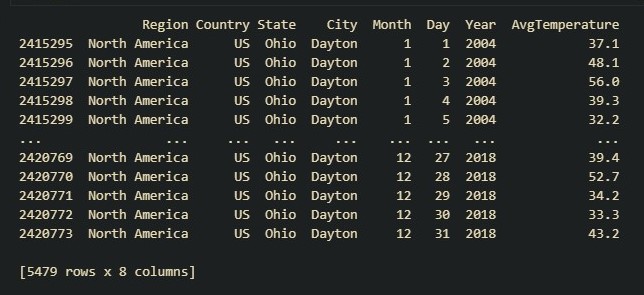 Region Country State City Month Day Year AvgTemperature
2415295 North America US Ohio Dayton 1 1 2004 37.1
2415296 North America US Ohio Dayton 1 2 2004 48.1
2415297 North America US Ohio Dayton 1 3 2004 56.0
2415298 North America US Ohio Dayton 1 4 2004 39.3
2415299 North America US Ohio Dayton 1 5 2004 32.2
... ... ... ... ... ... ... ... ...
2420769 North America US Ohio Dayton 12 27 2018 39.4
2420770 North America US Ohio Dayton 12 28 2018 52.7
2420771 North America US Ohio Dayton 12 29 2018 34.2
2420772 North America US Ohio Dayton 12 30 2018 33.3
2420773 North America US Ohio Dayton 12 31 2018 43.2
[5479 rows x 8 columns]